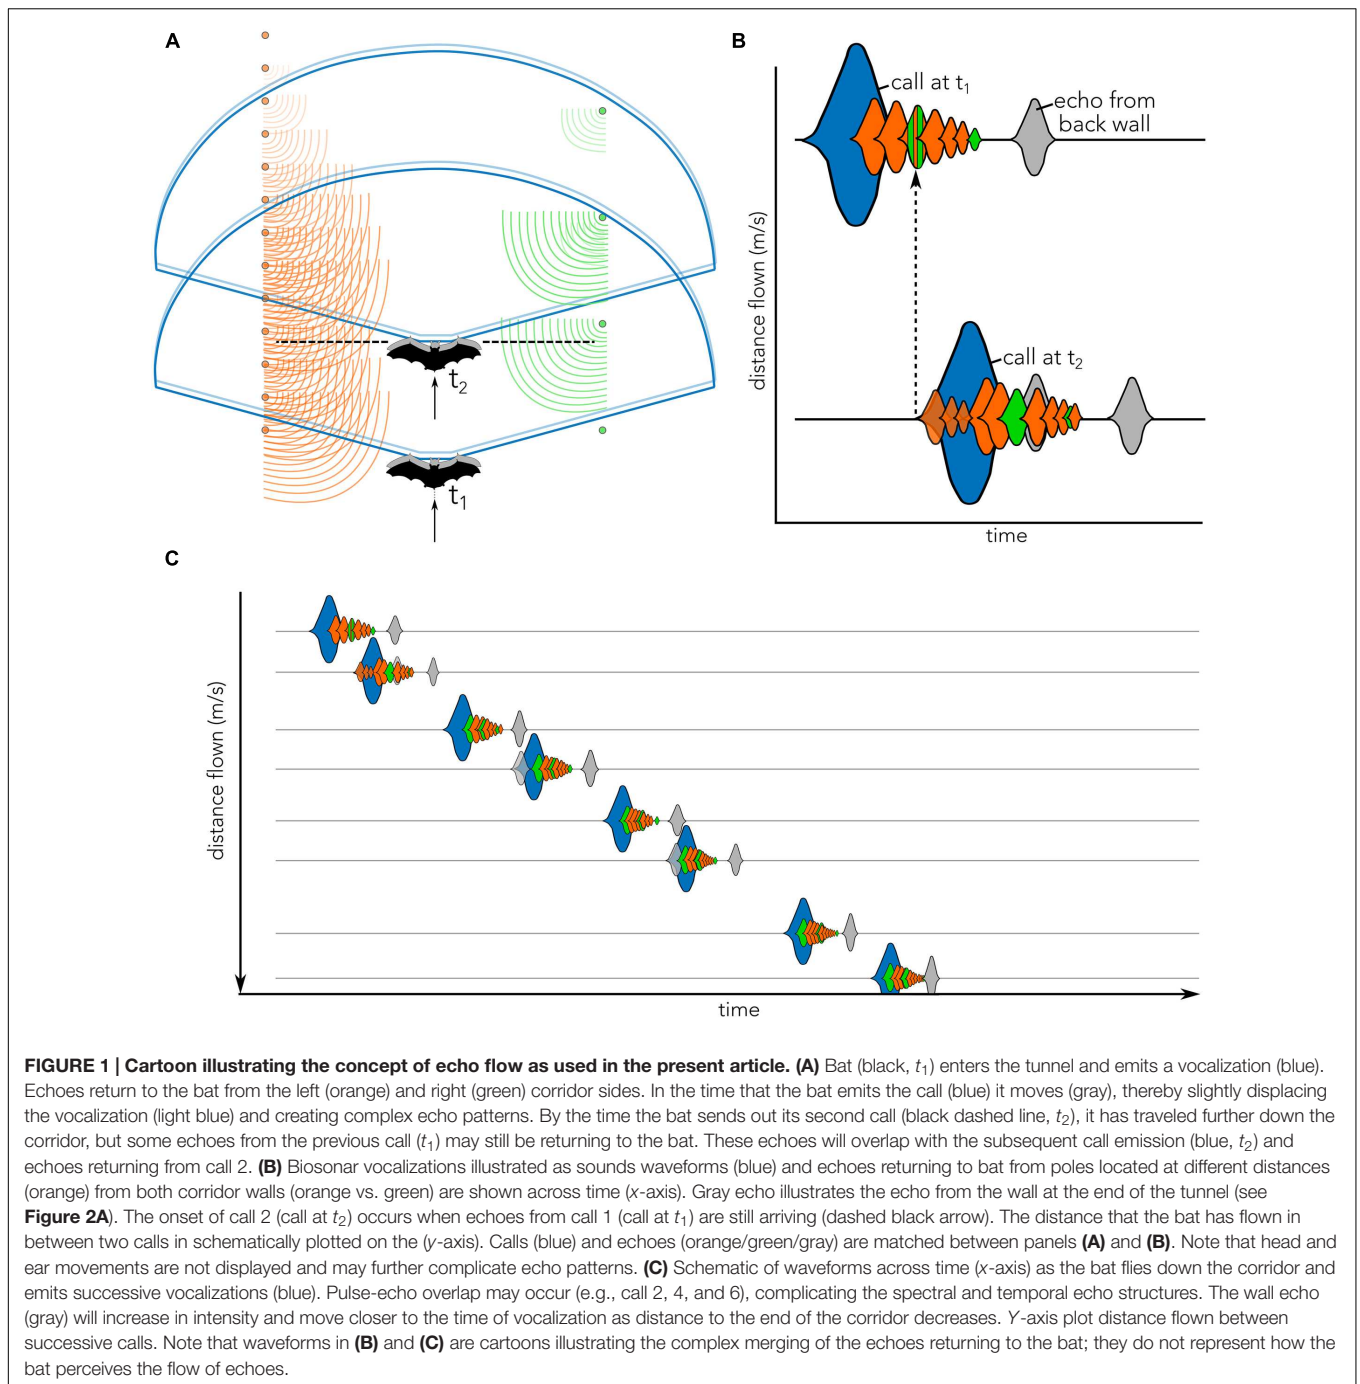 A
B
call at t1
echo from
back wall
distance flown (m/s)
call at t2
t2
t1
time
C
distance flown (m/s)
time
FIGURE 1 | Cartoon illustrating the concept of echo flow as used in the present article. (A) Bat (black, t1) enters the tunnel and emits a vocalization (blue).
Echoes return to the bat from the left (orange) and right (green) corridor sides. In the time that the bat emits the call (blue) it moves (gray), thereby slightly displacing
the vocalization (light blue) and creating complex echo patterns. By the time the bat sends out its second call (black dashed line, t2), it has traveled further down the
corridor, but some echoes from the previous call (t1) may still be returning to the bat. These echoes will overlap with the subsequent call emission (blue, t2) and
echoes returning from call 2. (B) Biosonar vocalizations illustrated as sounds waveforms (blue) and echoes returning to bat from poles located at different distances
(orange) from both corridor walls (orange vs. green) are shown across time (x-axis). Gray echo illustrates the echo from the wall at the end of the tunnel (see
Figure 2A). The onset of call 2 (call at t2) occurs when echoes from call 1 (call at t1) are still arriving (dashed black arrow). The distance that the bat has flown in
between two calls in schematically plotted on the (y-axis). Calls (blue) and echoes (orange/green/gray) are matched between panels (A) and (B). Note that head and
ear movements are not displayed and may further complicate echo patterns. (C) Schematic of waveforms across time (x-axis) as the bat flies down the corridor and
emits successive vocalizations (blue). Pulse-echo overlap may occur (e.g., call 2, 4, and 6), complicating the spectral and temporal echo structures. The wall echo
(gray) will increase in intensity and move closer to the time of vocalization as distance to the end of the corridor decreases. Y-axis plot distance flown between
successive calls. Note that waveforms in (B) and (C) are cartoons illustrating the complex merging of the echoes returning to the bat; they do not represent how the
bat perceives the flow of echoes.